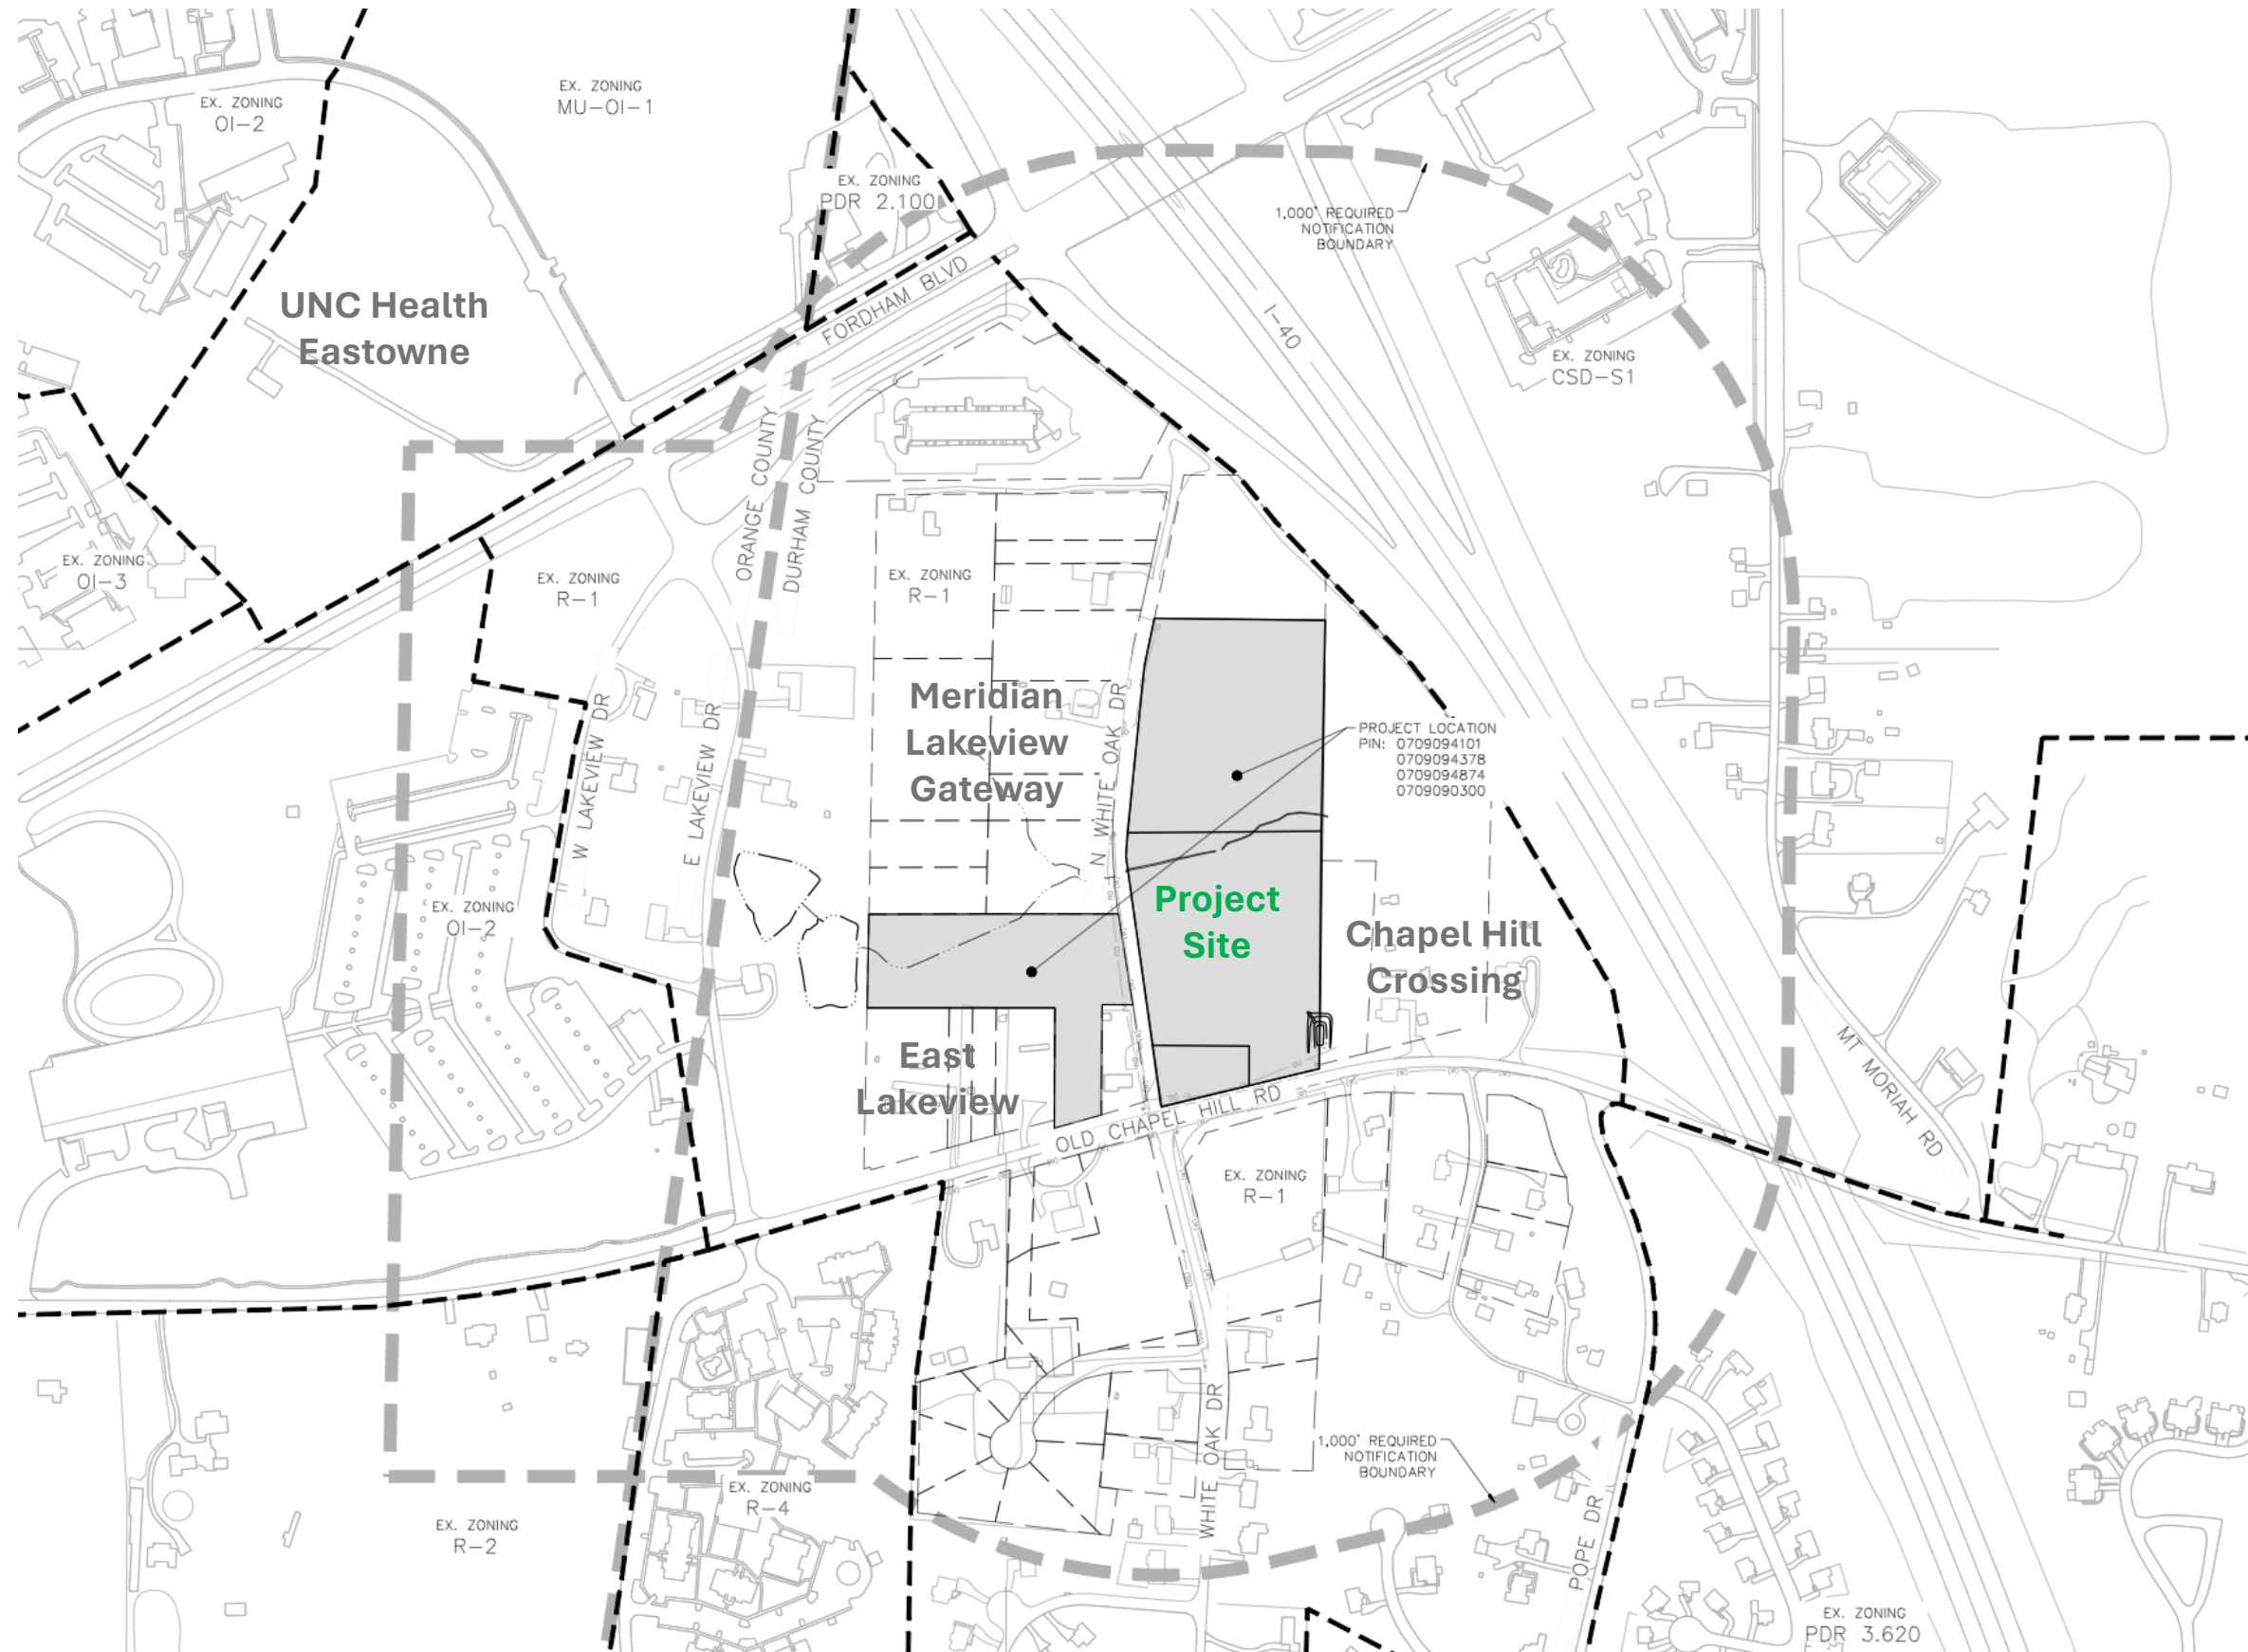 EX. ZONING
OI-2
EX. ZONING
MU-OI-1
EX. ZONING
PDR 2.100
1,000' REQUIRED
NOTIFICATION
BOUNDARY
UNC Health
Eastowne
FORDHAM BLVD
I-40
EX. ZONING
CSD-S1
ORANGE COUNTY
DURHAM COUNTY
EX. ZONING
OI-3
EX. ZONING
R-1
EX. ZONING
R-1
Meridian
Lakeview
Gateway
N WHITE OAK DR
W LAKEVIEW DR
E LAKEVIEW DR
PROJECT LOCATION
PIN: 0709094101
0709094378
0709094874
0709090300
EX. ZONING
OI-2
Project
Site
Chapel Hill
Crossing
East
Lakeview
OLD CHAPEL HILL RD
MT MORIAH RD
EX. ZONING
R-1
WHITE OAK DR
1,000' REQUIRED
NOTIFICATION
BOUNDARY
EX. ZONING
R-4
EX. ZONING
R-2
POPE DR
EX. ZONING
PDR 3.620